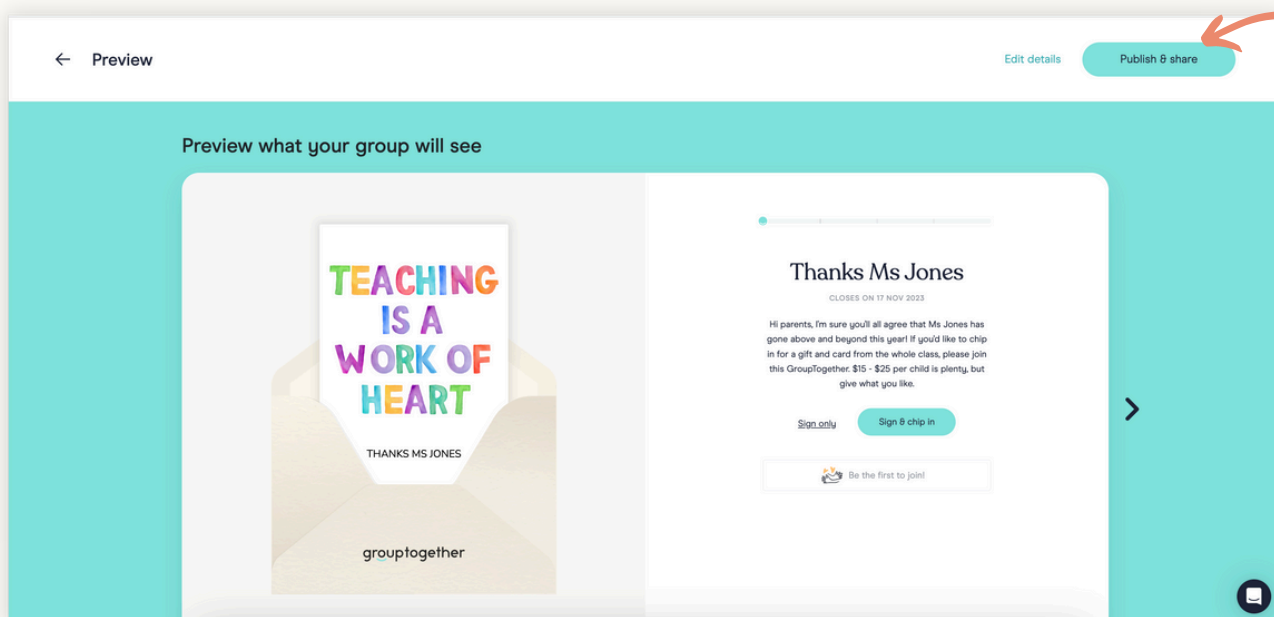 Preview
Edit details
Publish & share
Preview what your group will see
TEACHING
IS A
WORK OF
HEART
THANKS MS JONES
grouptogether
Thanks Ms Jones
CLOSES ON 17 NOV 2023
Hi parents, I'm sure you'll all agree that Ms Jones has
gone above and beyond this year! If you'd like to chip
in for a gift and card from the whole class, please join
this GroupTogether. $15 - $25 per child is plenty, but
give what you like.
Sign only
Sign & chip in
Be the first to join!